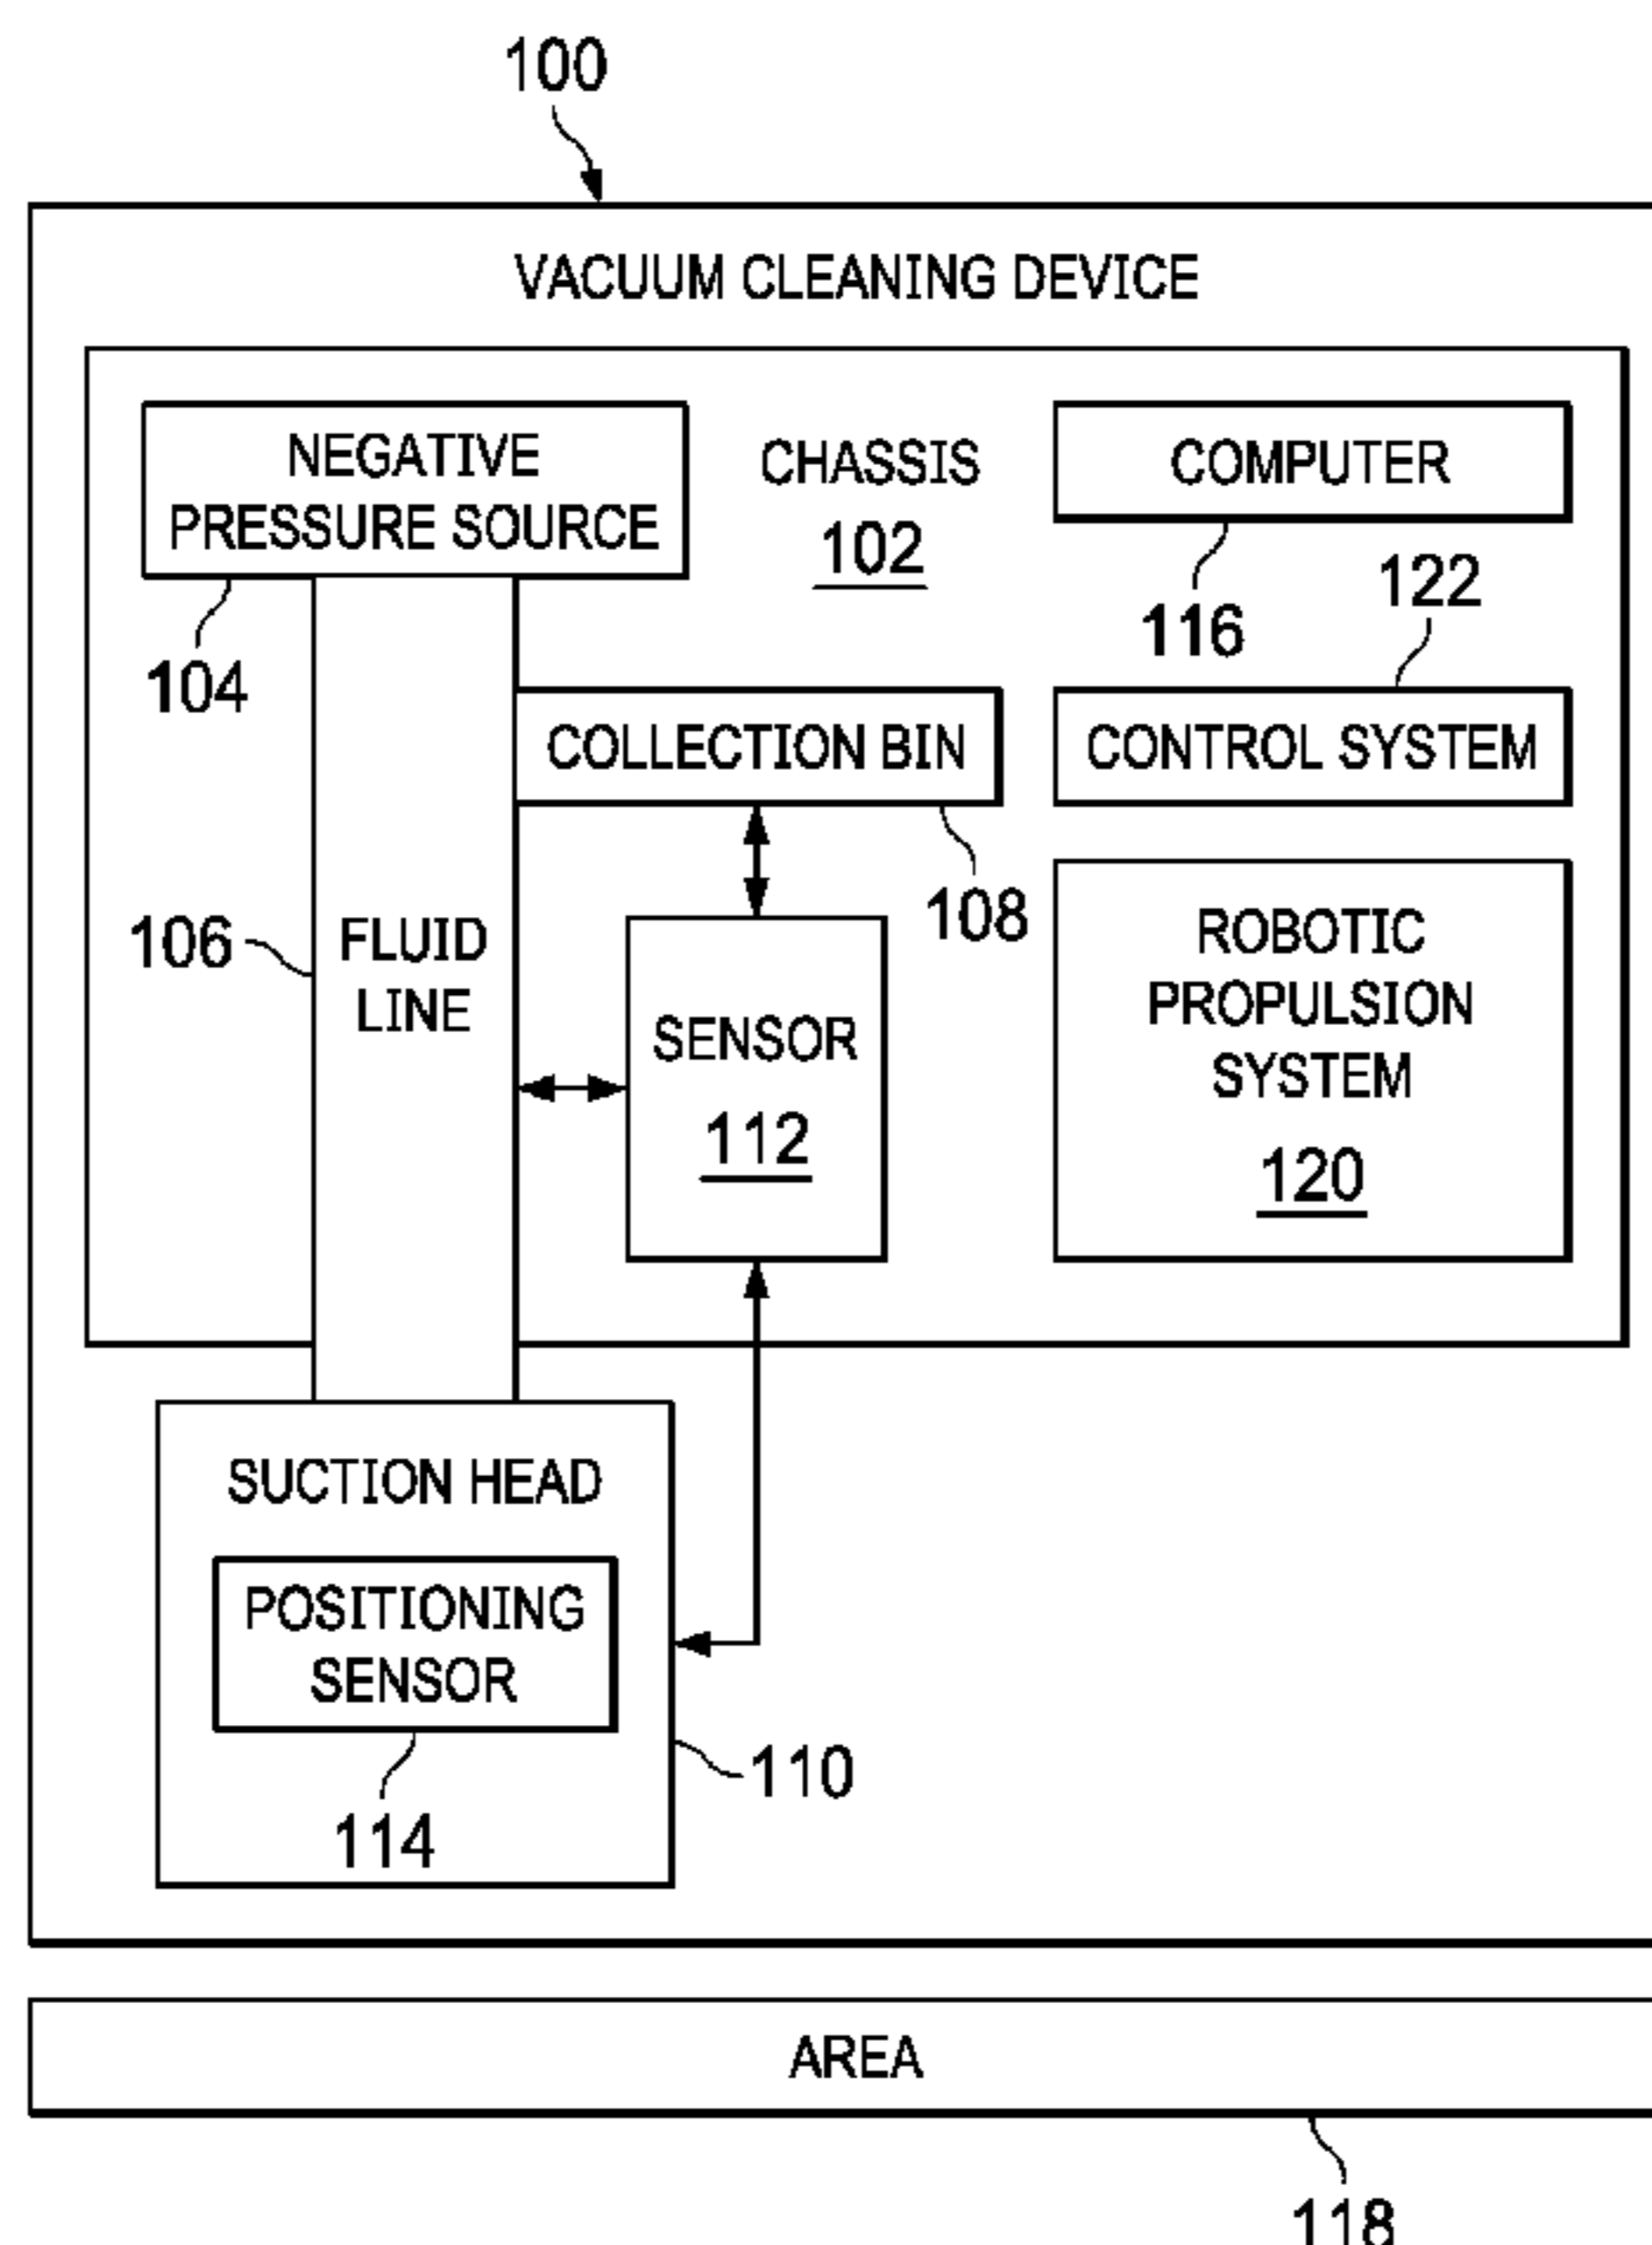 100
VACUUM CLEANING DEVICE
NEGATIVE
PRESSURE SOURCE
104
CHASSIS
102
COMPUTER
116
122
COLLECTION BIN
108
CONTROL SYSTEM
106
FLUID
LINE
SENSOR
112
ROBOTIC
PROPULSION
SYSTEM
120
SUCTION HEAD
POSITIONING
SENSOR
114
110
AREA
118